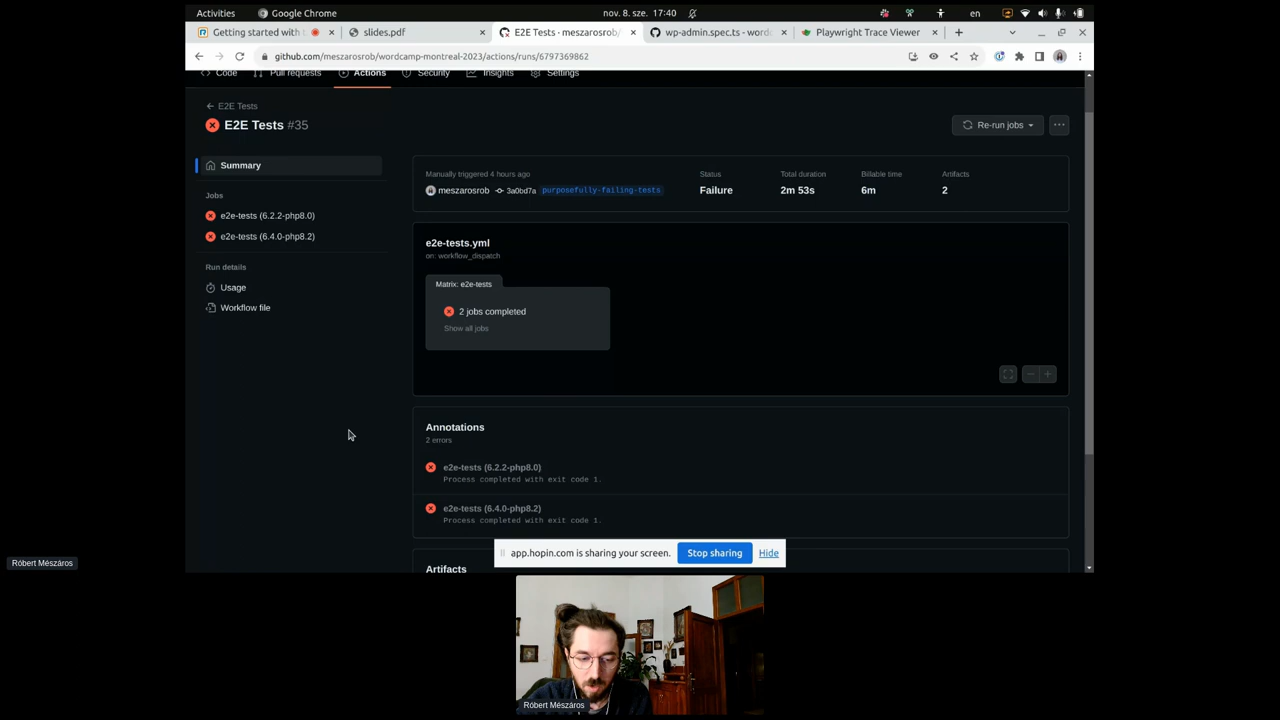 Activities
Google Chrome
nov. 8. sze. 17:40
en
Getting started with t
slides.pdf
E2E Tests · meszarosrob/
wp-admin.spec.ts · wordc
Playwright Trace Viewer
github.com/meszarosrob/wordcamp-montreal-2023/actions/runs/6797369862
Code
Pull requests
Actions
Security
Insights
Settings
E2E Tests
E2E Tests #35
Re-run jobs
Summary
Jobs
e2e-tests (6.2.2-php8.0)
e2e-tests (6.4.0-php8.2)
Run details
Usage
Workflow file
Manually triggered 4 hours ago
meszarosrob 3a0bd7a purposefully-failing-tests
Status
Failure
Total duration
2m 53s
Billable time
6m
Artifacts
2
e2e-tests.yml
on: workflow_dispatch
Matrix: e2e-tests
2 jobs completed
Show all jobs
Annotations
2 errors
e2e-tests (6.2.2-php8.0)
Process completed with exit code 1.
e2e-tests (6.4.0-php8.2)
Process completed with exit code 1.
Artifacts
app.hopin.com is sharing your screen.
Stop sharing
Hide
Róbert Mészáros
Róbert Mészáros